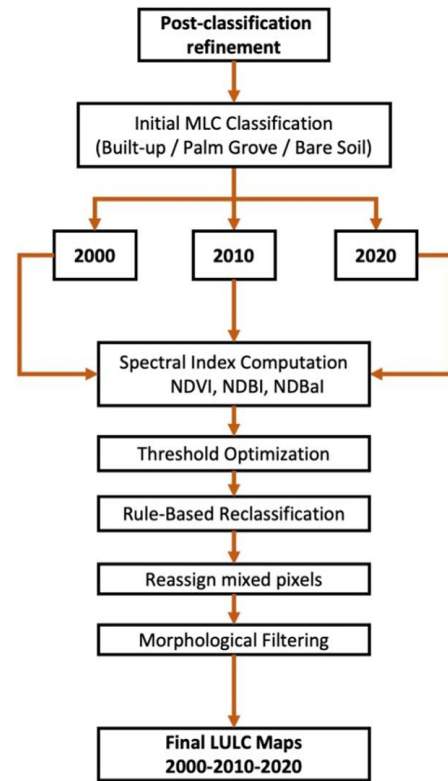 Post-classification
refinement
Initial MLC Classification
(Built-up / Palm Grove / Bare Soil)
2000
2010
2020
Spectral Index Computation
NDVI, NDBI, NDBaI
Threshold Optimization
Rule-Based Reclassification
Reassign mixed pixels
Morphological Filtering
Final LULC Maps
2000-2010-2020